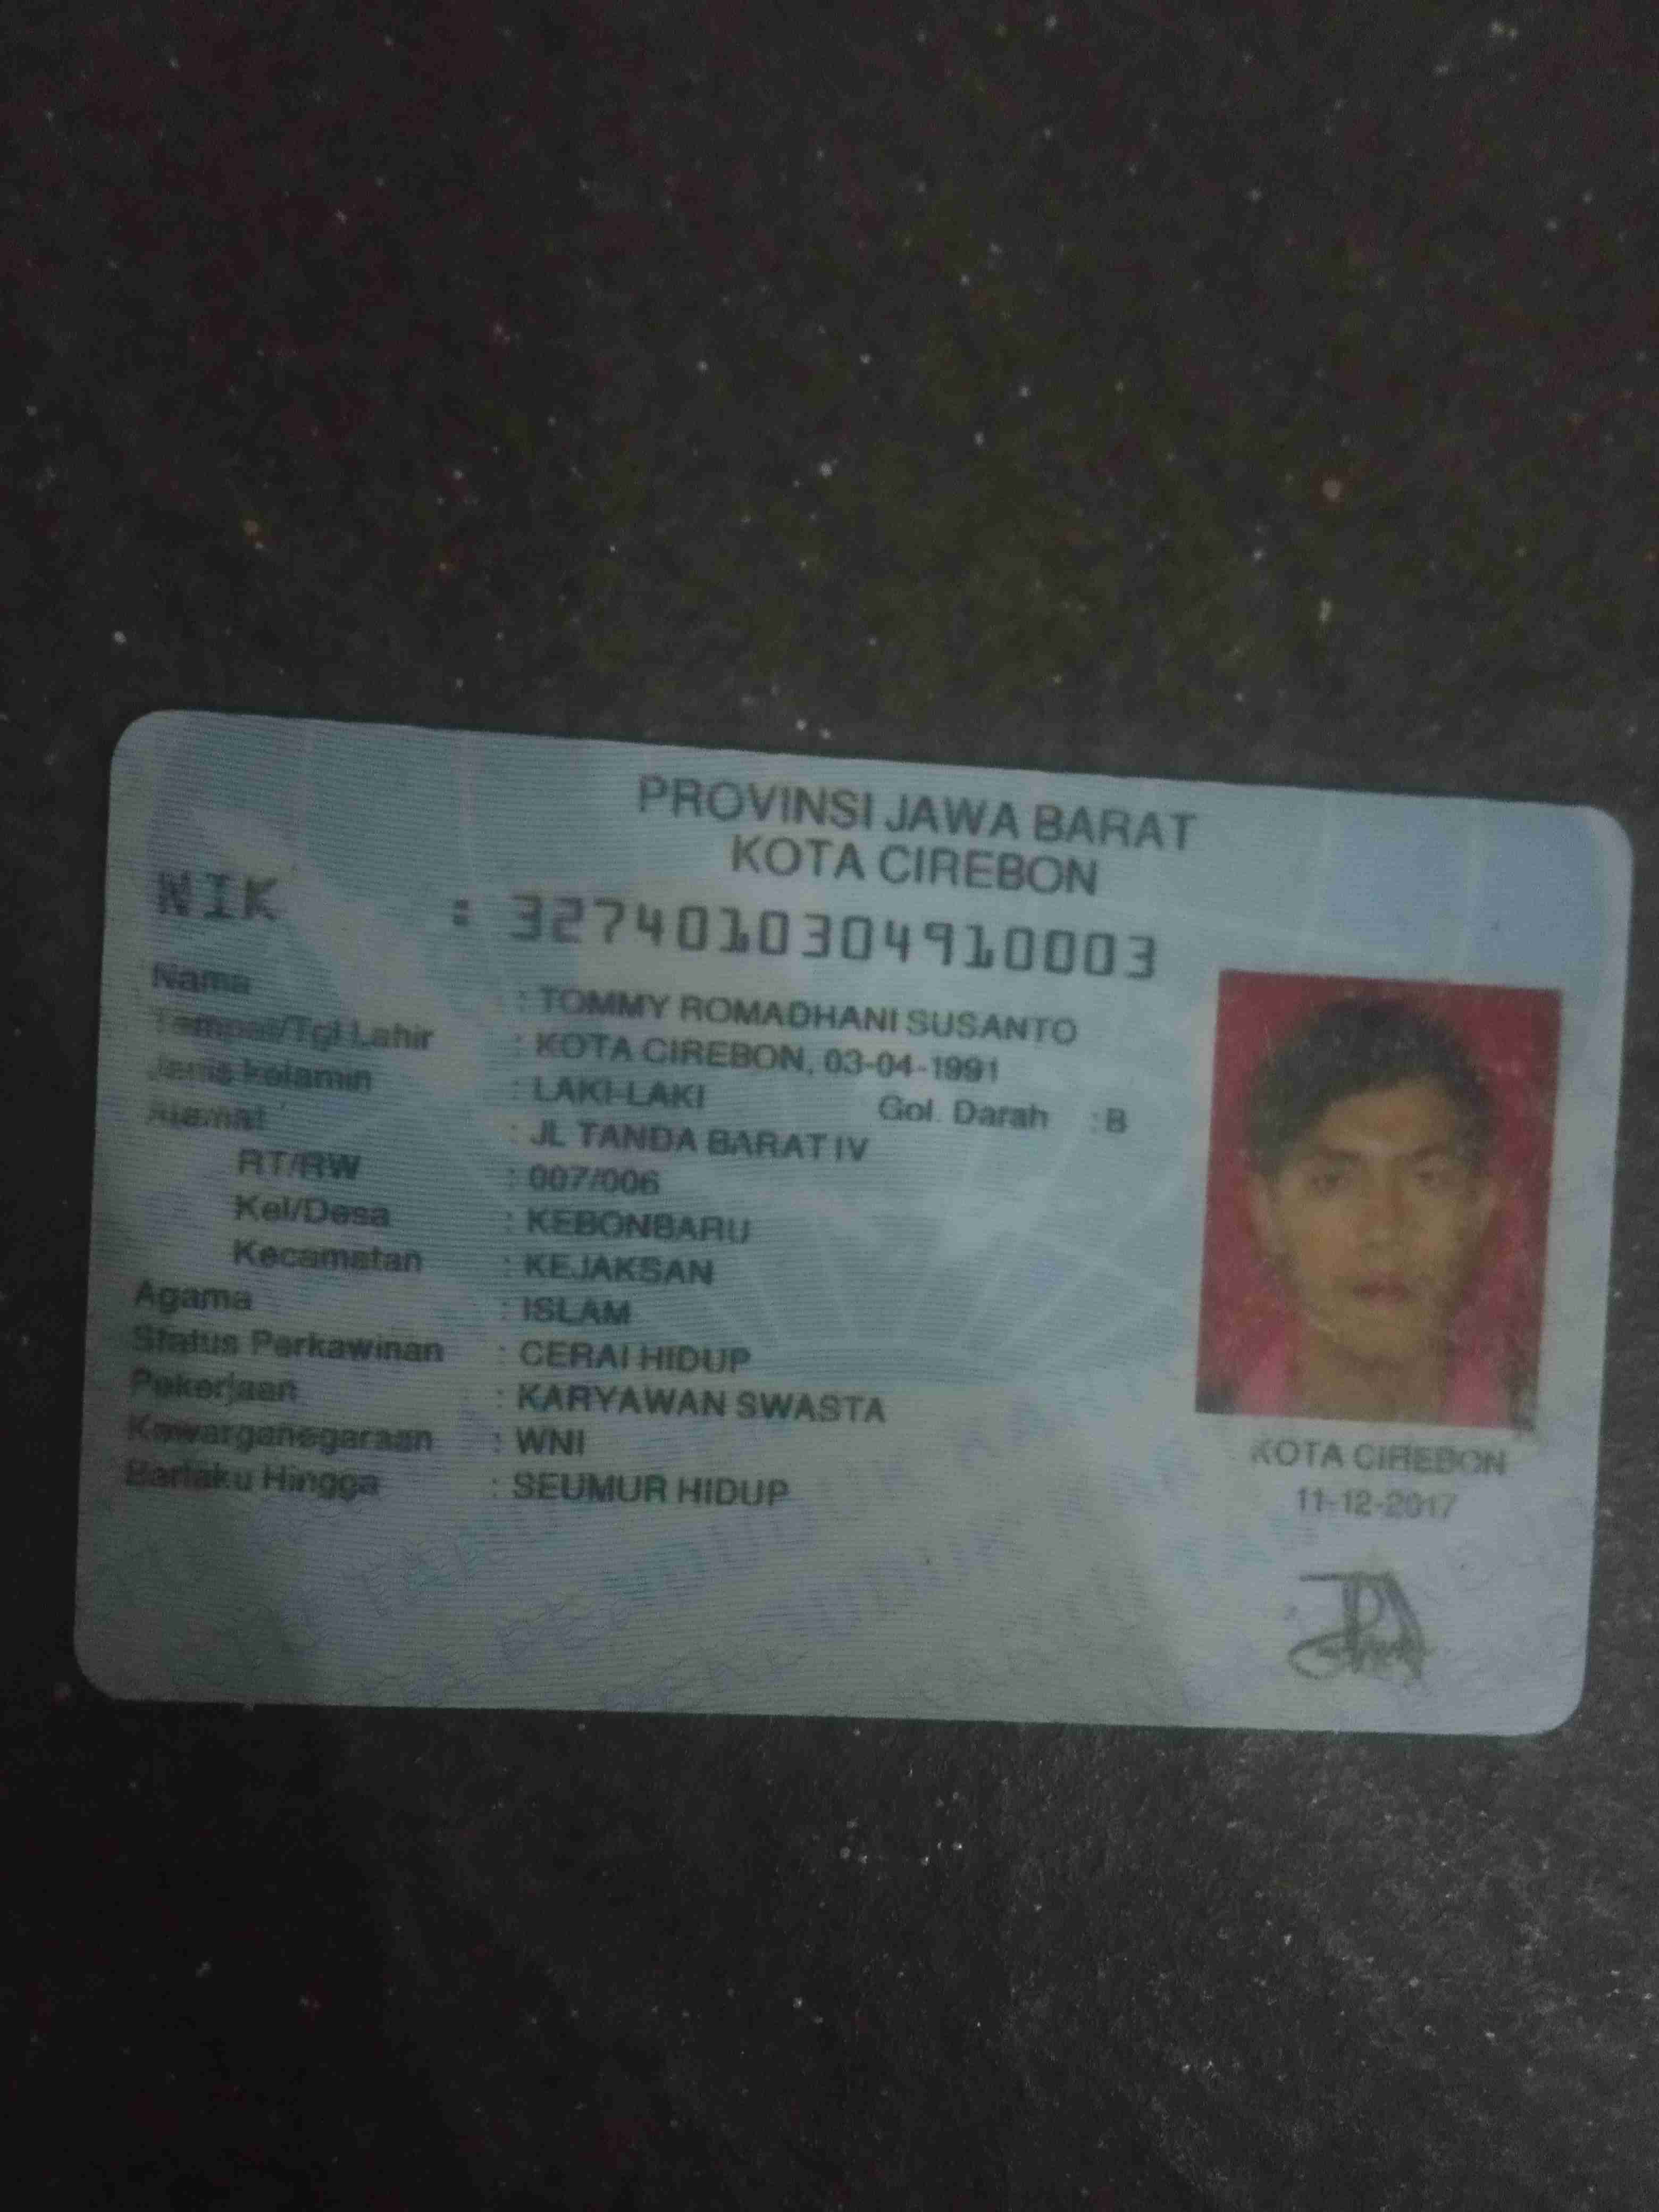 PROVINSI JAWA BARAT
KOTA CIREBON
NIK : 3274010304910003
Nama : TOMMY ROMADHANI SUSANTO
Tempat/Tgl Lahir : KOTA CIREBON, 03-04-1991
Jenis kelamin : LAKI-LAKI Gol. Darah : B
Alamat : JL TANDA BARAT IV
RT/RW : 007/006
Kel/Desa : KEBONBARU
Kecamatan : KEJAKSAN
Agama : ISLAM
Status Perkawinan : CERAI HIDUP
Pekerjaan : KARYAWAN SWASTA
Kewarganegaraan : WNI
Berlaku Hingga : SEUMUR HIDUP
KOTA CIREBON
11-12-2017